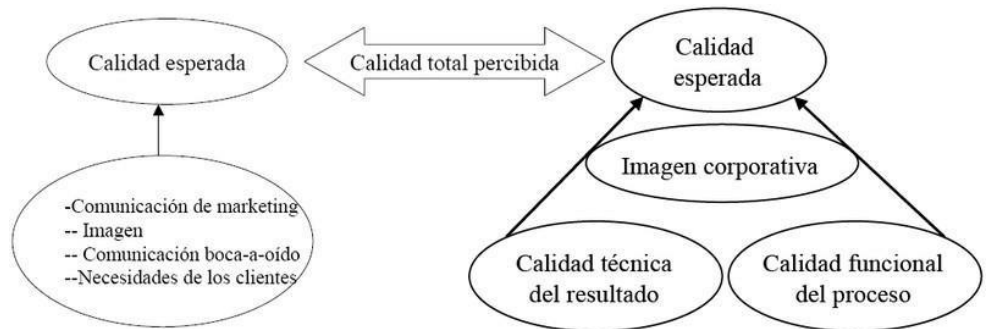 Calidad esperada
Calidad total percibida
Calidad
esperada
-Comunicación de marketing
-- Imagen
-- Comunicación boca-a-oído
--Necesidades de los clientes
Imagen corporativa
Calidad técnica
del resultado
Calidad funcional
del proceso